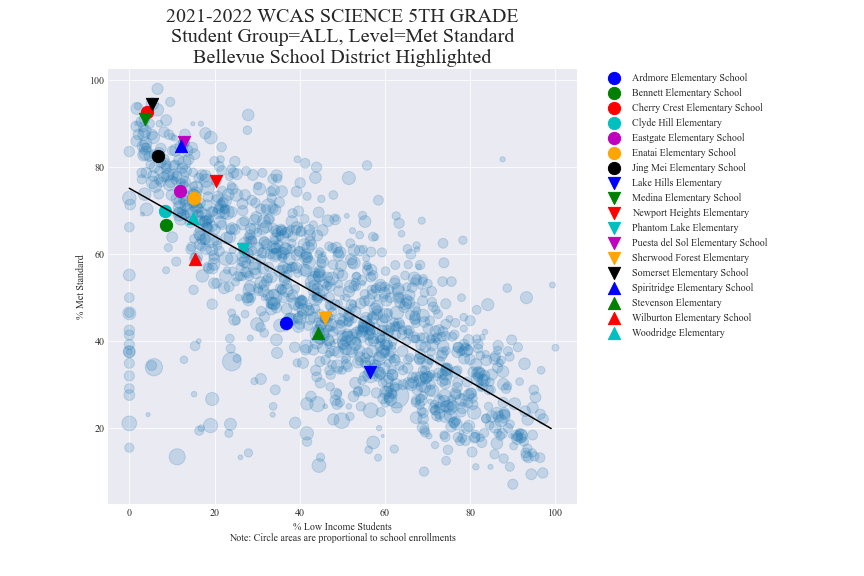 2021-2022 WCAS SCIENCE 5TH GRADE
Student Group=ALL, Level=Met Standard
Bellevue School District Highlighted
100
80
60
40
20
% Met Standard
0
20
40
60
80
100
% Low Income Students
Note: Circle areas are proportional to school enrollments
Ardmore Elementary School
Bennett Elementary School
Cherry Crest Elementary School
Clyde Hill Elementary
Eastgate Elementary School
Enatai Elementary School
Jing Mei Elementary School
Lake Hills Elementary
Medina Elementary School
Newport Heights Elementary
Phantom Lake Elementary
Puesta del Sol Elementary School
Sherwood Forest Elementary
Somerset Elementary School
Spiritridge Elementary School
Stevenson Elementary
Wilburton Elementary School
Woodridge Elementary